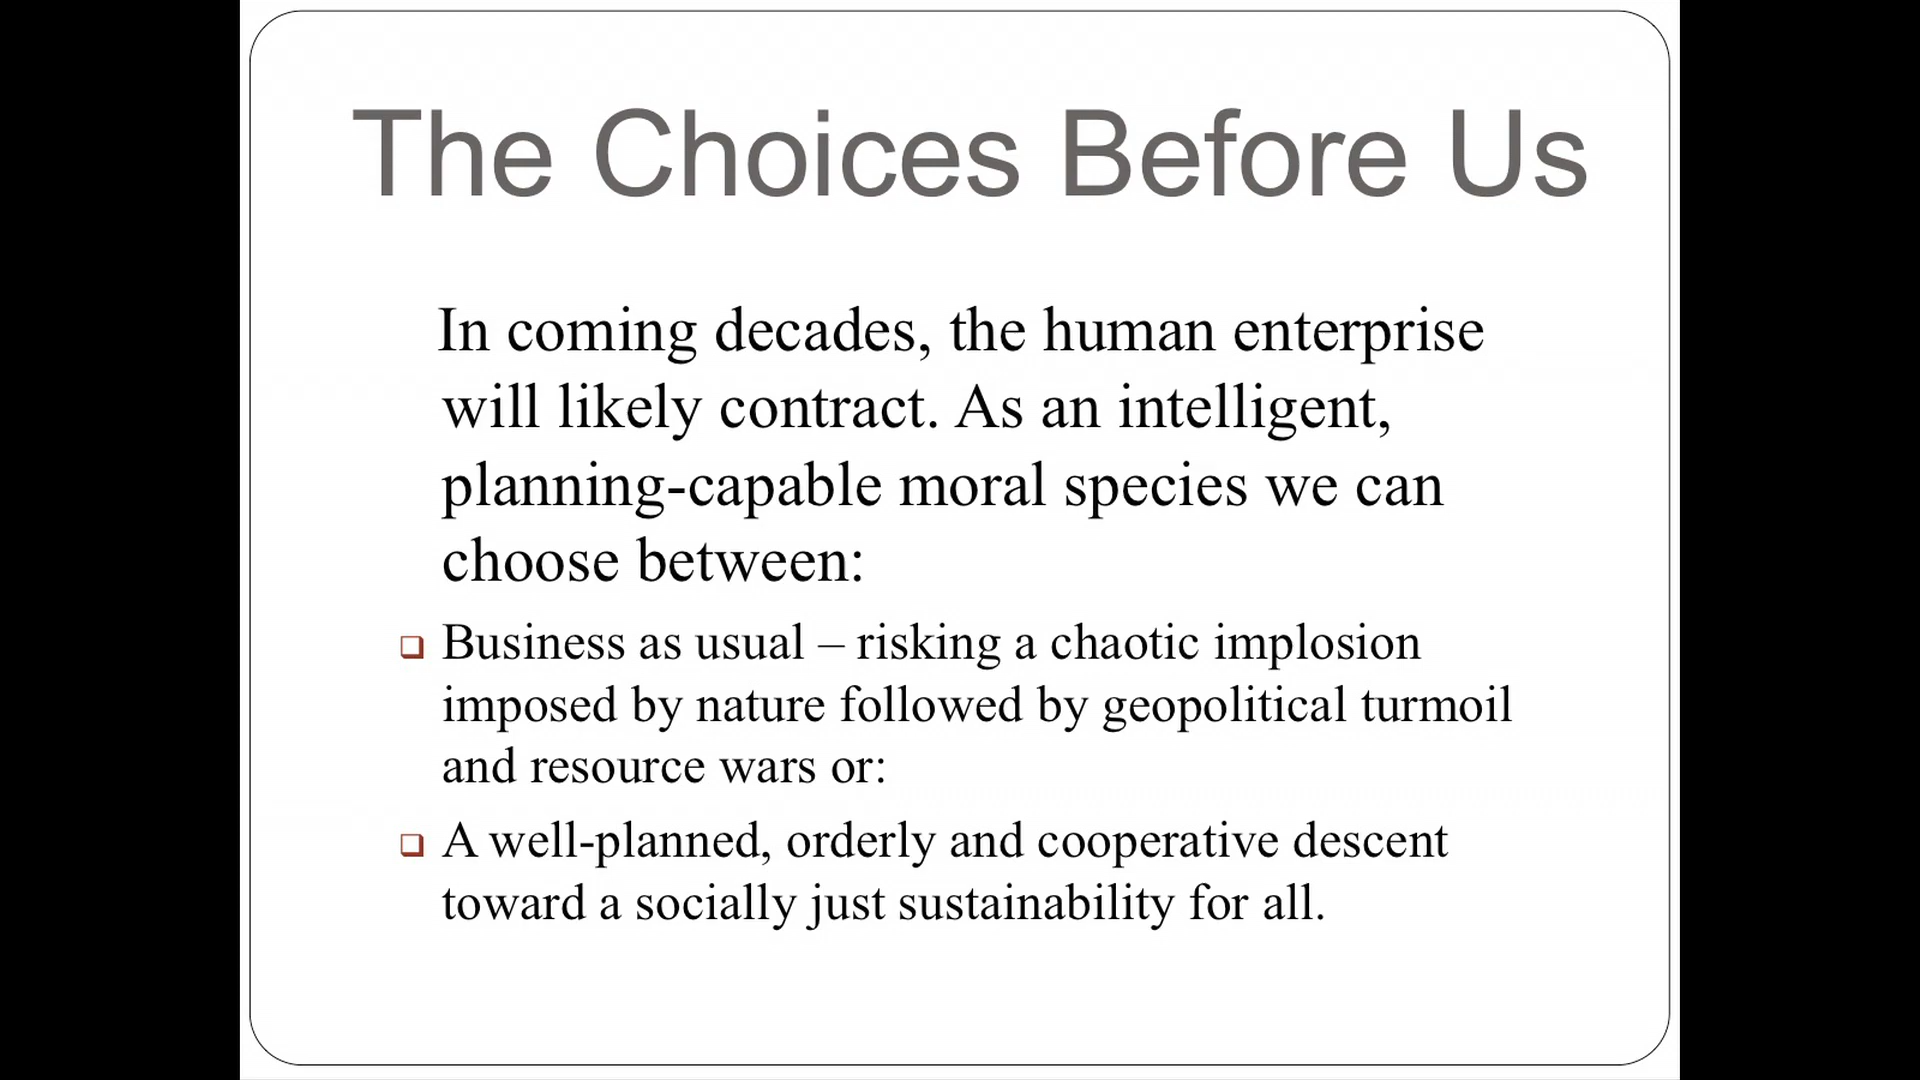 The Choices Before Us
In coming decades, the human enterprise
will likely contract. As an intelligent,
planning-capable moral species we can
choose between:
Business as usual – risking a chaotic implosion
imposed by nature followed by geopolitical turmoil
and resource wars or:
A well-planned, orderly and cooperative descent
toward a socially just sustainability for all.